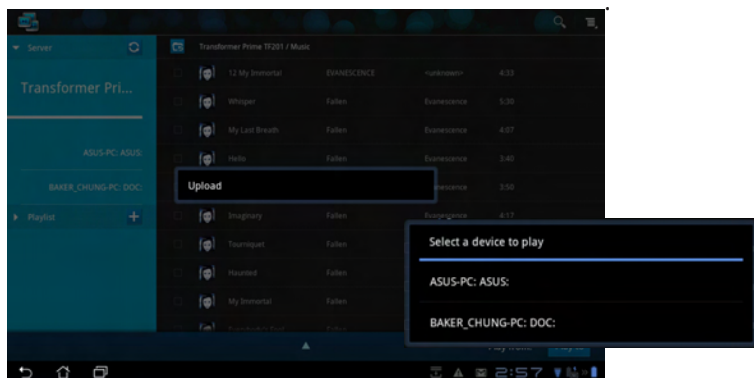 Server
Transformer Prime TF201 / Music
12 My Immortal EVANESCENCE <unknown> 4:33
Transformer Pri...
Whisper Fallen Evanescence 5:30
My Last Breath Fallen Evanescence 4:07
ASUS-PC: ASUS:
Hello Fallen Evanescence 3:40
BAKER_CHUNG-PC: DOC:
Upload
3:50
Playlist
Imaginary Fallen Evanescence 4:17
Tourniquet Fallen
Haunted Fallen
My Immortal Fallen
Select a device to play
ASUS-PC: ASUS:
BAKER_CHUNG-PC: DOC:
2:57